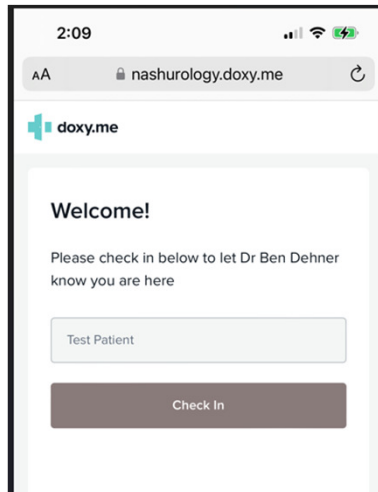 2:09
AA nashurology.doxy.me
doxy.me
Welcome!
Please check in below to let Dr Ben Dehner
know you are here
Test Patient
Check In